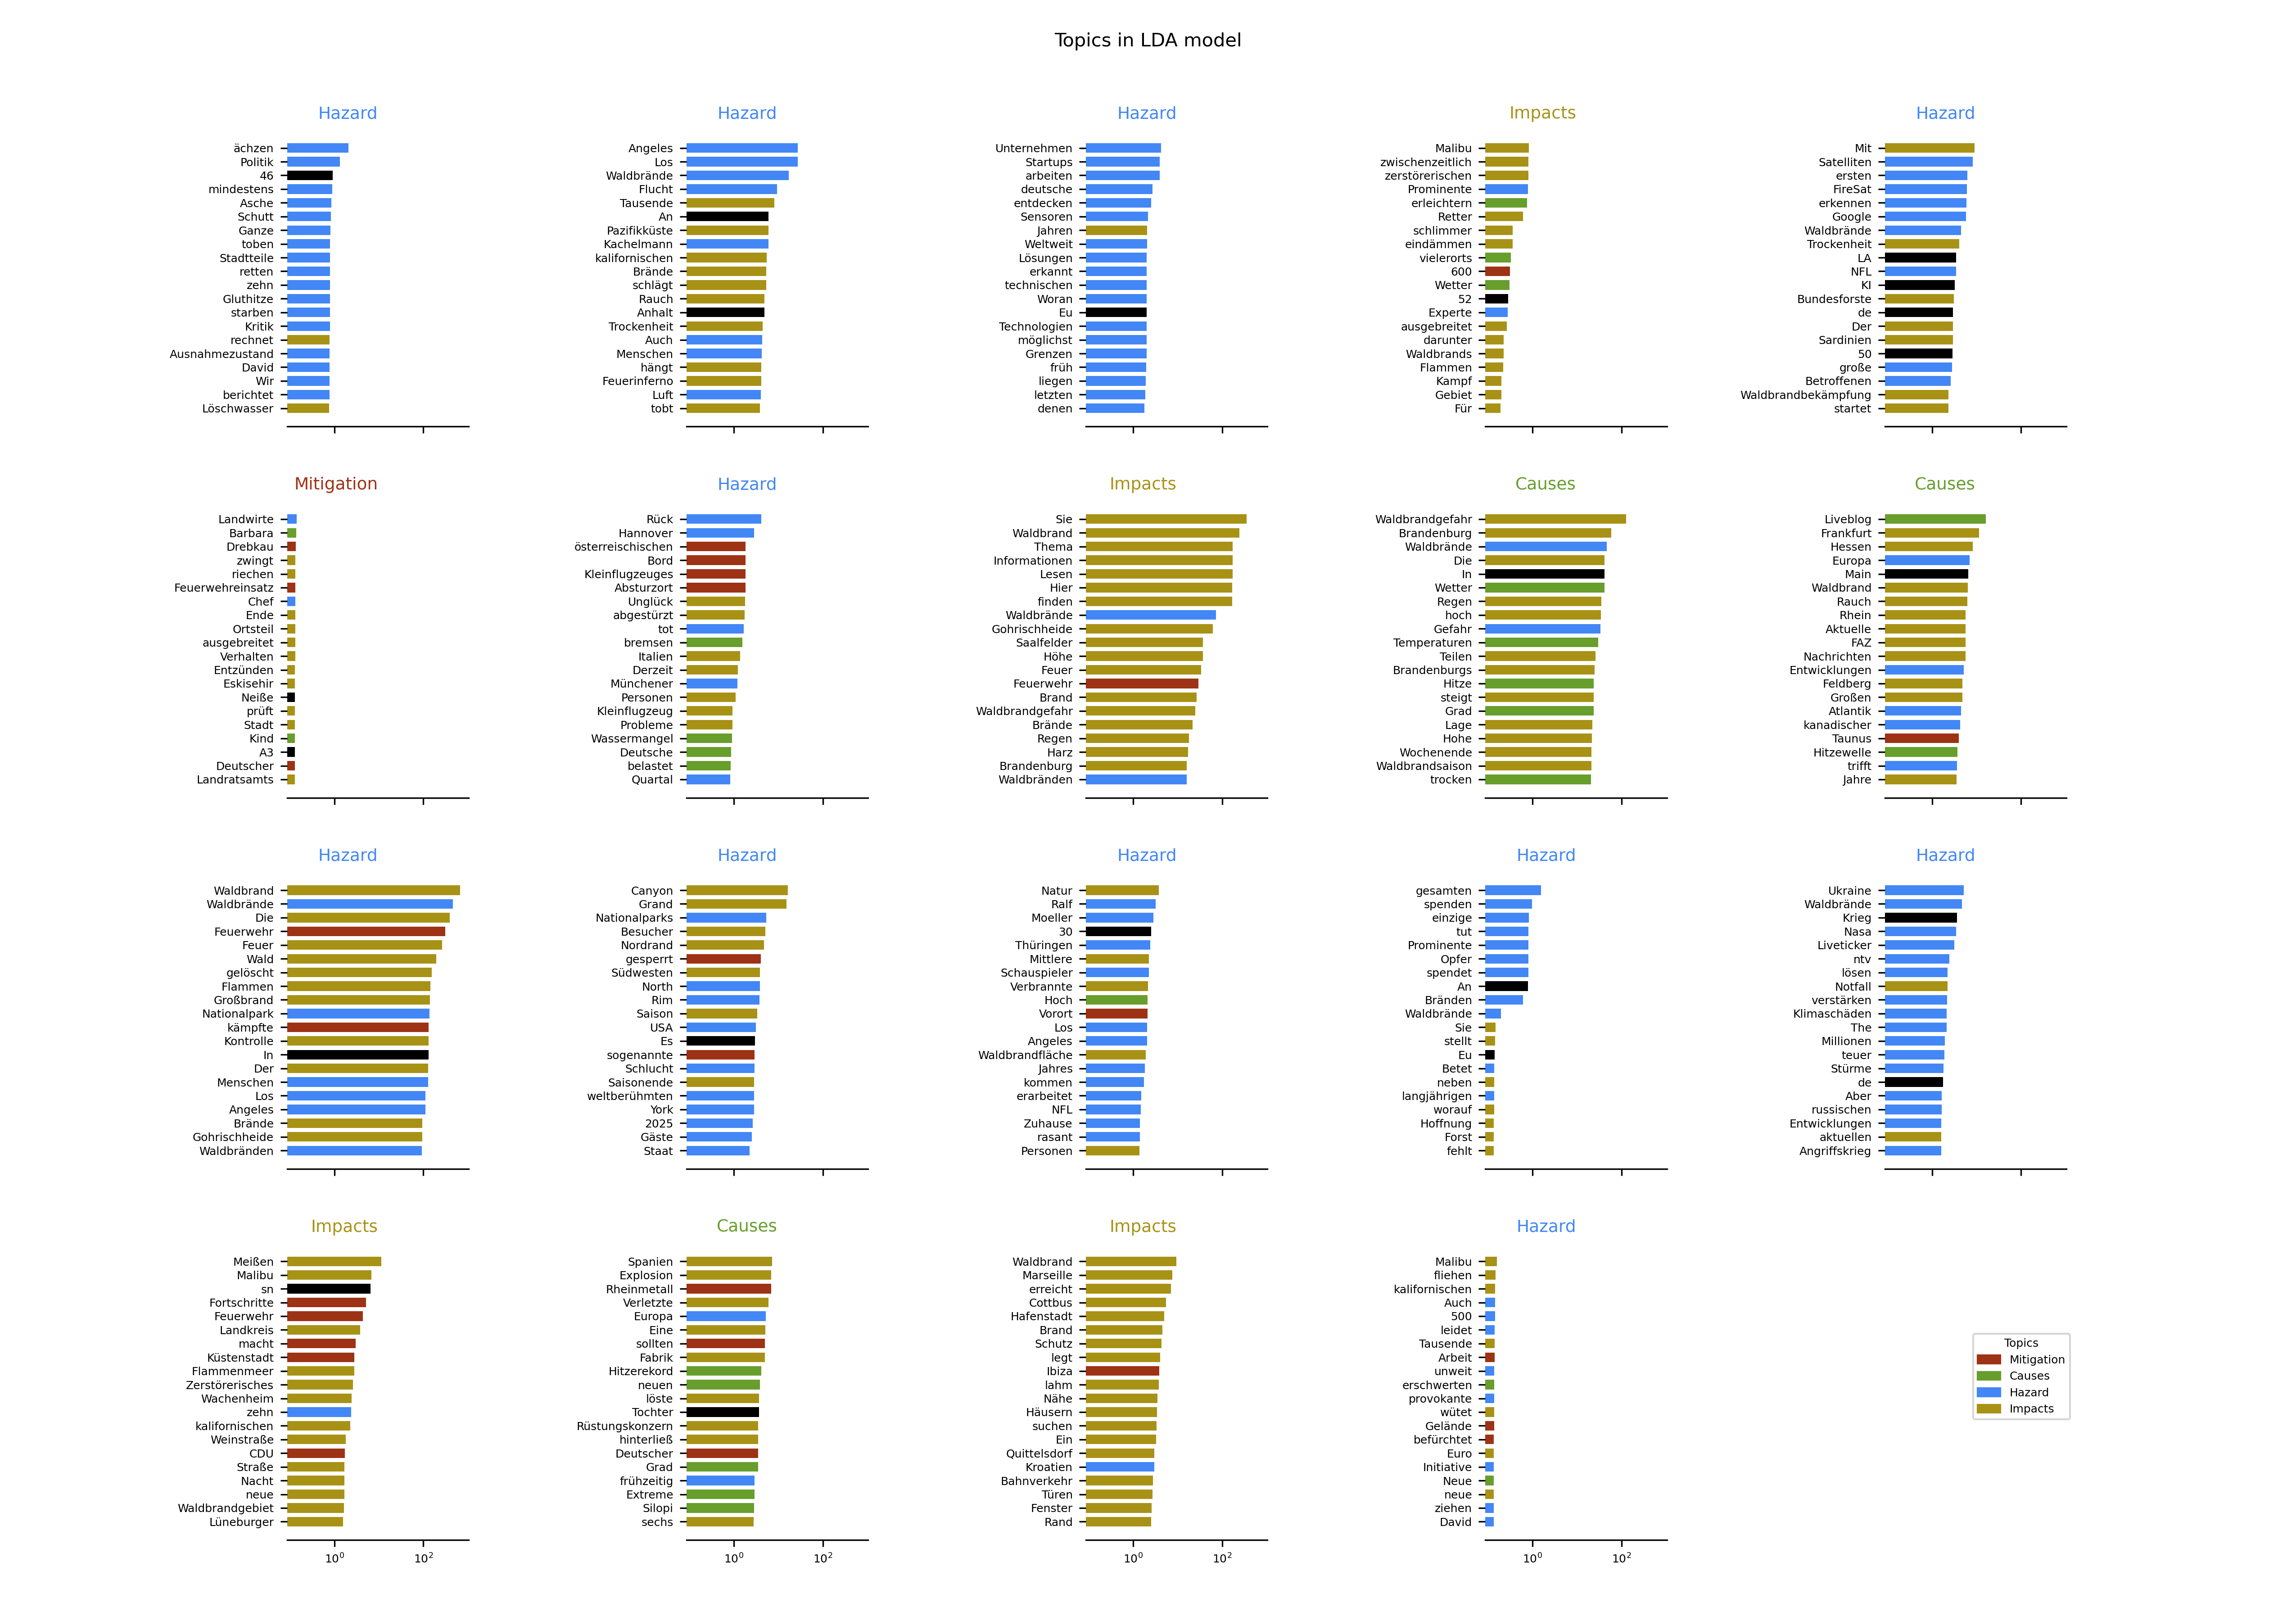 Topics in LDA model
Hazard
ächzen
Politik
46
mindestens
Asche
Schutt
Ganze
toben
Stadtteile
retten
zehn
Gluthitze
starben
Kritik
rechnet
Ausnahmezustand
David
Wir
berichtet
Löschwasser
Hazard
Angeles
Los
Waldbrände
Flucht
Tausende
An
Pazifikküste
Kachelmann
kalifornischen
Brände
schlägt
Rauch
Anhalt
Trockenheit
Auch
Menschen
hängt
Feuerinferno
Luft
tobt
Hazard
Unternehmen
Startups
arbeiten
deutsche
entdecken
Sensoren
Jahren
Weltweit
Lösungen
erkannt
technischen
Woran
Eu
Technologien
möglichst
Grenzen
früh
liegen
letzten
denen
Impacts
Malibu
zwischenzeitlich
zerstörerischen
Prominente
erleichtern
Retter
schlimmer
eindämmen
vielerorts
600
Wetter
52
Experte
ausgebreitet
darunter
Waldbrands
Flammen
Kampf
Gebiet
Für
Hazard
Mit
Satelliten
ersten
FireSat
erkennen
Google
Waldbrände
Trockenheit
LA
NFL
KI
Bundesforste
de
Der
Sardinien
50
große
Betroffenen
Waldbrandbekämpfung
startet
Mitigation
Landwirte
Barbara
Drebkau
zwingt
riechen
Feuerwehreinsatz
Chef
Ende
Ortsteil
ausgebreitet
Verhalten
Entzünden
Eskisehir
Neiße
prüft
Stadt
Kind
A3
Deutscher
Landratsamts
Hazard
Rück
Hannover
österreischischen
Bord
Kleinflugzeuges
Absturzort
Unglück
abgestürzt
tot
bremsen
Italien
Derzeit
Münchener
Personen
Kleinflugzeug
Probleme
Wassermangel
Deutsche
belastet
Quartal
Impacts
Sie
Waldbrand
Thema
Informationen
Lesen
Hier
finden
Waldbrände
Gohrischheide
Saalfelder
Höhe
Feuer
Feuerwehr
Brand
Waldbrandgefahr
Brände
Regen
Harz
Brandenburg
Waldbränden
Causes
Waldbrandgefahr
Brandenburg
Waldbrände
Die
In
Wetter
Regen
hoch
Gefahr
Temperaturen
Teilen
Brandenburgs
Hitze
steigt
Grad
Lage
Hohe
Wochenende
Waldbrandsaison
trocken
Causes
Liveblog
Frankfurt
Hessen
Europa
Main
Waldbrand
Rauch
Rhein
Aktuelle
FAZ
Nachrichten
Entwicklungen
Feldberg
Großen
Atlantik
kanadischer
Taunus
Hitzewelle
trifft
Jahre
Hazard
Waldbrand
Waldbrände
Die
Feuerwehr
Feuer
Wald
gelöscht
Flammen
Großbrand
Nationalpark
kämpfte
Kontrolle
In
Der
Menschen
Los
Angeles
Brände
Gohrischheide
Waldbränden
Hazard
Canyon
Grand
Nationalparks
Besucher
Nordrand
gesperrt
Südwesten
North
Rim
Saison
USA
Es
sogenannte
Schlucht
Saisonende
weltberühmten
York
2025
Gäste
Staat
Hazard
Natur
Ralf
Moeller
30
Thüringen
Mittlere
Schauspieler
Verbrannte
Hoch
Vorort
Los
Angeles
Waldbrandfläche
Jahres
kommen
erarbeitet
NFL
Zuhause
rasant
Personen
Hazard
gesamten
spenden
einzige
tut
Prominente
Opfer
spendet
An
Bränden
Waldbrände
Sie
stellt
Eu
Betet
neben
langjährigen
worauf
Hoffnung
Forst
fehlt
Hazard
Ukraine
Waldbrände
Krieg
Nasa
Liveticker
ntv
lösen
Notfall
verstärken
Klimaschäden
The
Millionen
teuer
Stürme
de
Aber
russischen
Entwicklungen
aktuellen
Angriffskrieg
Impacts
Meißen
Malibu
sn
Fortschritte
Feuerwehr
Landkreis
macht
Küstenstadt
Flammenmeer
Zerstörerisches
Wachenheim
zehn
kalifornischen
Weinstraße
CDU
Straße
Nacht
neue
Waldbrandgebiet
Lüneburger
10⁰ 10²
Causes
Spanien
Explosion
Rheinmetall
Verletzte
Europa
Eine
sollten
Fabrik
Hitzerekord
neuen
löste
Tochter
Rüstungskonzern
hinterließ
Deutscher
Grad
frühzeitig
Extreme
Silopi
sechs
10⁰ 10²
Impacts
Waldbrand
Marseille
erreicht
Cottbus
Hafenstadt
Brand
Schutz
legt
Ibiza
lahm
Nähe
Häusern
suchen
Ein
Quittelsdorf
Kroatien
Bahnverkehr
Türen
Fenster
Rand
10⁰ 10²
Hazard
Malibu
fliehen
kalifornischen
Auch
500
leidet
Tausende
Arbeit
unweit
erschwerten
provokante
wütet
Gelände
befürchtet
Euro
Initiative
Neue
neue
ziehen
David
10⁰ 10²
Topics
Mitigation
Causes
Hazard
Impacts